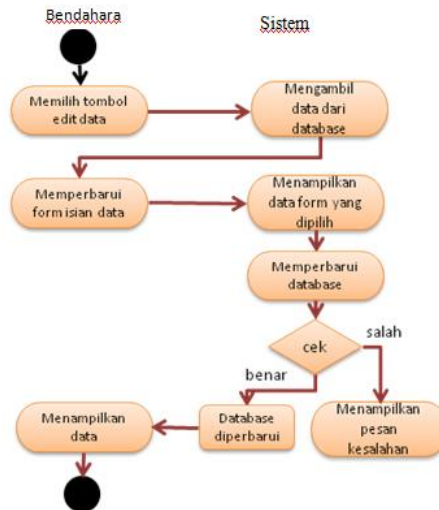 Bendahara
Sistem
Memilih tombol
edit data
Mengambil
data dari
database
Memperbarui
form isian data
Menampilkan
data form yang
dipilih
Memperbarui
database
cek
salah
benar
Menampilkan
data
Database
diperbarui
Menampilkan
pesan
kesalahan